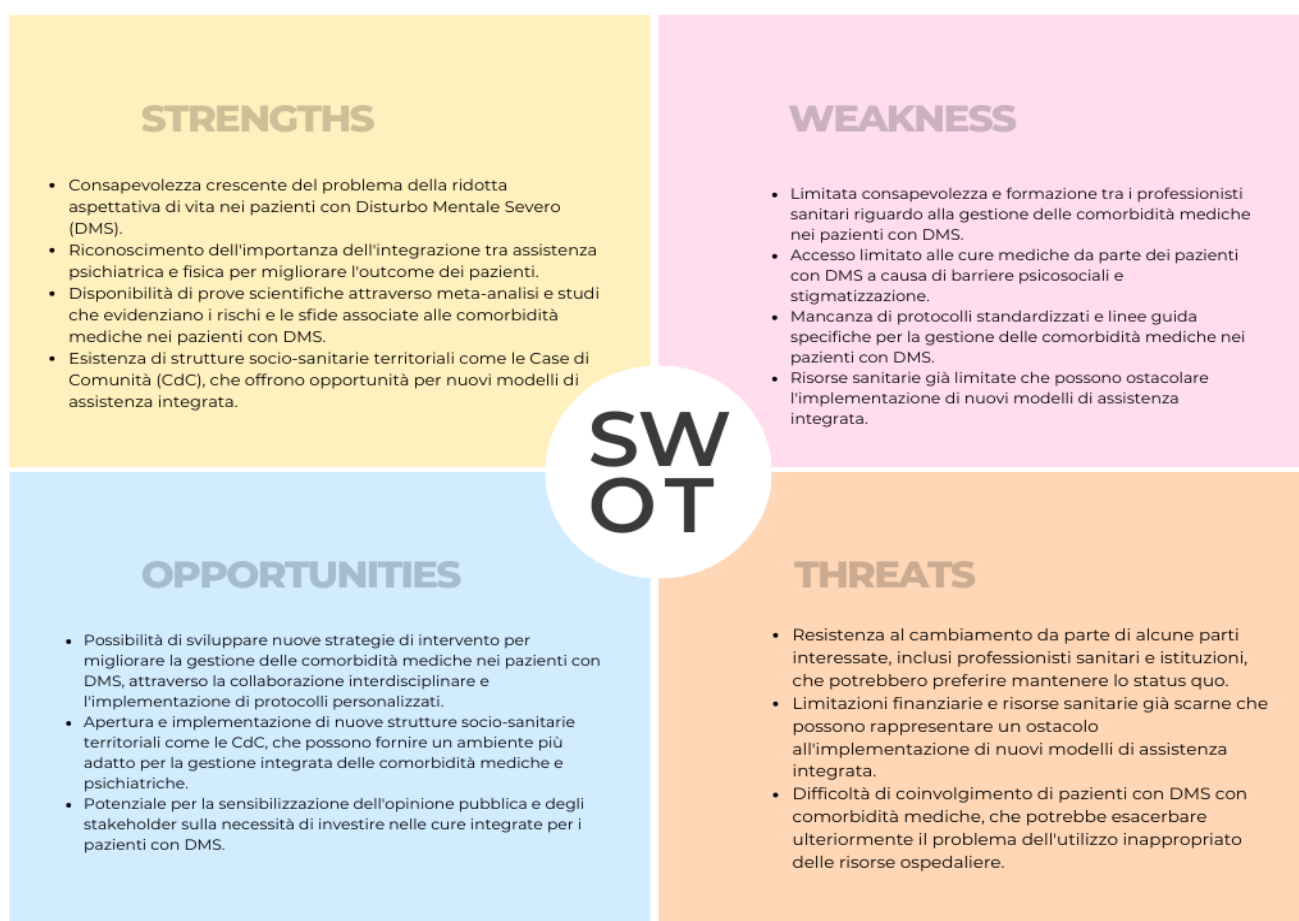 STRENGTHS
• Consapevolezza crescente del problema della ridotta
aspettativa di vita nei pazienti con Disturbo Mentale Severo
(DMS).
• Riconoscimento dell'importanza dell'integrazione tra assistenza
psichiatrica e fisica per migliorare l'outcome dei pazienti.
• Disponibilità di prove scientifiche attraverso meta-analisi e studi
che evidenziano i rischi e le sfide associate alle comorbidità
mediche nei pazienti con DMS.
• Esistenza di strutture socio-sanitarie territoriali come le Case di
Comunità (CdC), che offrono opportunità per nuovi modelli di
assistenza integrata.
WEAKNESS
• Limitata consapevolezza e formazione tra i professionisti
sanitari riguardo alla gestione delle comorbidità mediche
nei pazienti con DMS.
• Accesso limitato alle cure mediche da parte dei pazienti
con DMS a causa di barriere psicosociali e
stigmatizzazione.
• Mancanza di protocolli standardizzati e linee guida
specifiche per la gestione delle comorbidità mediche nei
pazienti con DMS.
• Risorse sanitarie già limitate che possono ostacolare
l'implementazione di nuovi modelli di assistenza
integrata.
SW
OT
OPPORTUNITIES
• Possibilità di sviluppare nuove strategie di intervento per
migliorare la gestione delle comorbidità mediche nei pazienti con
DMS, attraverso la collaborazione interdisciplinare e
l'implementazione di protocolli personalizzati.
• Apertura e implementazione di nuove strutture socio-sanitarie
territoriali come le CdC, che possono fornire un ambiente più
adatto per la gestione integrata delle comorbidità mediche e
psichiatriche.
• Potenziale per la sensibilizzazione dell'opinione pubblica e degli
stakeholder sulla necessità di investire nelle cure integrate per i
pazienti con DMS.
THREATS
• Resistenza al cambiamento da parte di alcune parti
interessate, inclusi professionisti sanitari e istituzioni,
che potrebbero preferire mantenere lo status quo.
• Limitazioni finanziarie e risorse sanitarie già scarne che
possono rappresentare un ostacolo
all'implementazione di nuovi modelli di assistenza
integrata.
• Difficoltà di coinvolgimento di pazienti con DMS con
comorbidità mediche, che potrebbe esacerbare
ulteriormente il problema dell'utilizzo inappropriato
delle risorse ospedaliere.